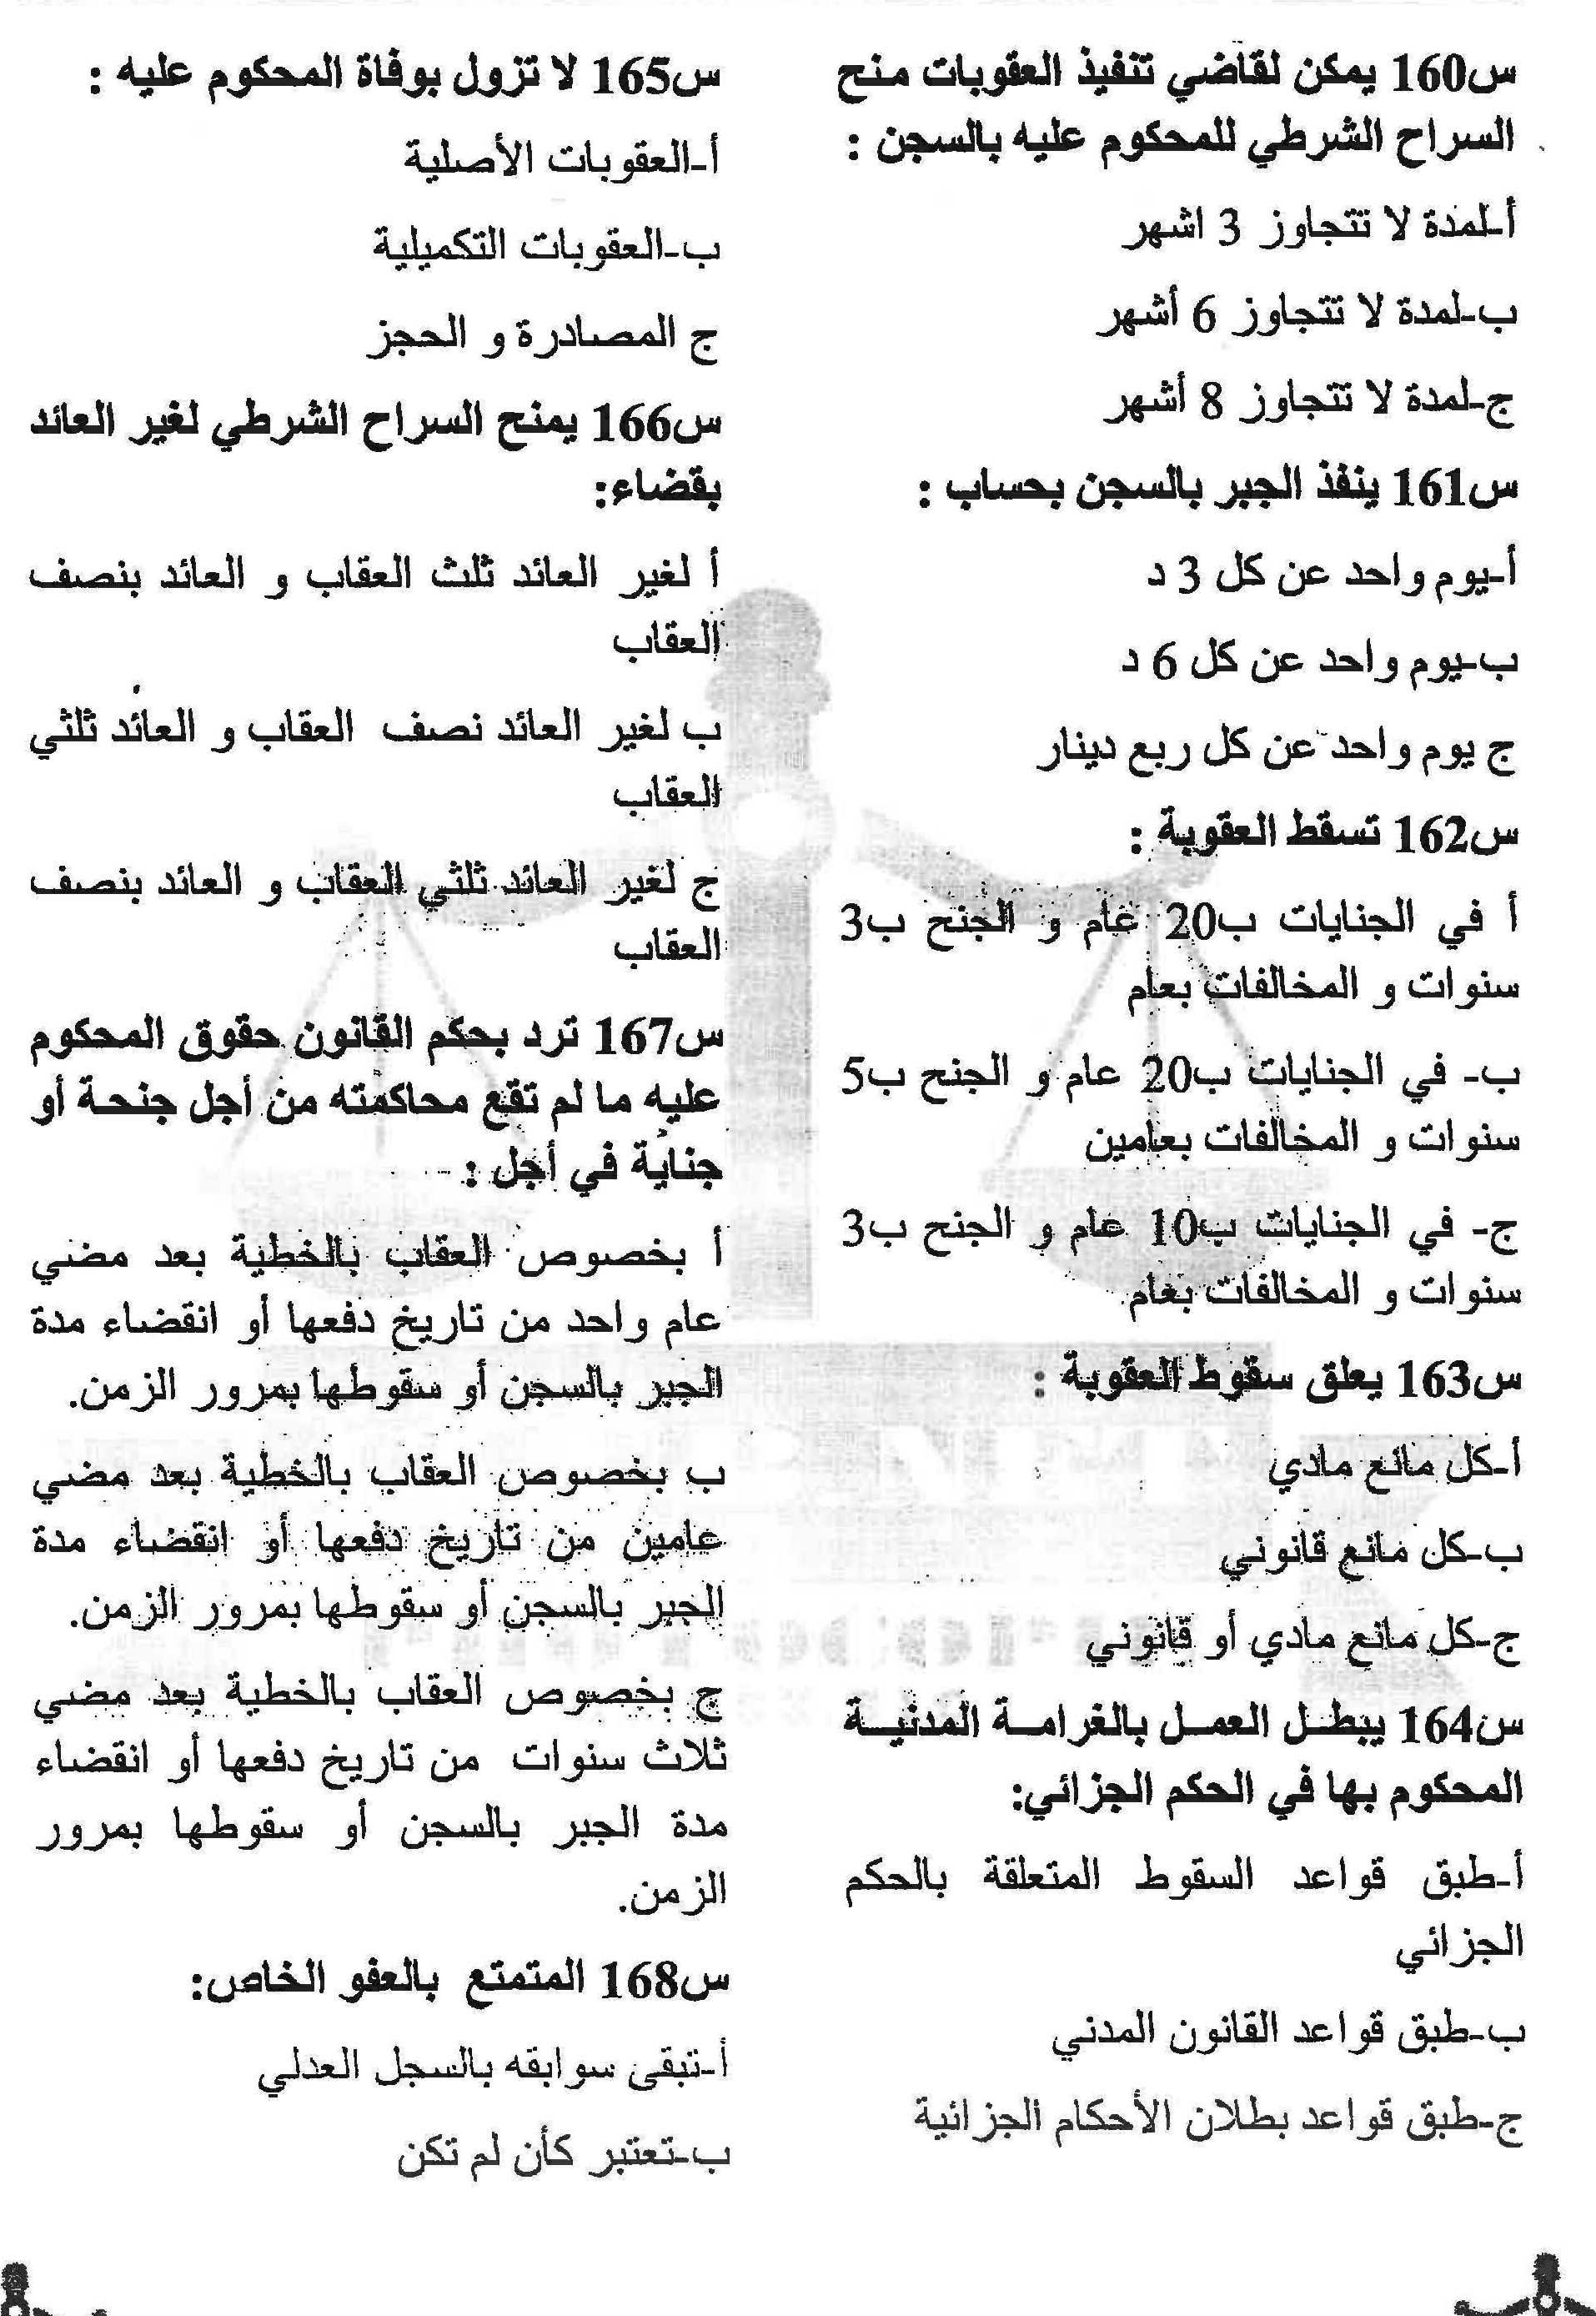 س160 يمكن لقاضي تنفيذ العقوبات منح
السراح الشرطي للمحكوم عليه بالسجن :
أ-لمدة لا تتجاوز 3 اشهر
ب-لمدة لا تتجاوز 6 أشهر
ج-لمدة لا تتجاوز 8 أشهر
س161 ينفذ الجبر بالسجن بحساب :
أ-يوم واحد عن كل 3 د
ب-يوم واحد عن كل 6 د
ج يوم واحد عن كل ربع دينار
س162 تسقط العقوبة :
أ في الجنايات ب20 عام و الجنح ب3
سنوات و المخالفات بعام
ب- في الجنايات ب20 عام و الجنح ب5
سنوات و المخالفات بعامين
ج- في الجنايات ب10 عام و الجنح ب3
سنوات و المخالفات بعام
س163 يعلق سقوط العقوبة :
أ-كل مانع مادي
ب-كل مانع قانوني
ج-كل مانع مادي أو قانوني
س164 يبطل العمل بالغرامة المدنية
المحكوم بها في الحكم الجزائي:
أ-طبق قواعد السقوط المتعلقة بالحكم
الجزائي
ب-طبق قواعد القانون المدني
ج-طبق قواعد بطلان الأحكام الجزائية
س165 لا تزول بوفاة المحكوم عليه :
أ-العقوبات الأصلية
ب-العقوبات التكميلية
ج المصادرة و الحجز
س166 يمنح السراح الشرطي لغير العائد
بقضاء:
أ لغير العائد ثلث العقاب و العائد بنصف
العقاب
ب لغير العائد نصف العقاب و العائد ثلثي
العقاب
ج لغير العائد ثلثي العقاب و العائد بنصف
العقاب
س167 ترد بحكم القانون حقوق المحكوم
عليه ما لم تقع محاكمته من أجل جنحة أو
جناية في أجل :
أ بخصوص العقاب بالخطية بعد مضي
عام واحد من تاريخ دفعها أو انقضاء مدة
الجبر بالسجن أو سقوطها بمرور الزمن.
ب بخصوص العقاب بالخطية بعد مضي
عامين من تاريخ دفعها أو انقضاء مدة
الجبر بالسجن أو سقوطها بمرور الزمن.
ج بخصوص العقاب بالخطية بعد مضي
ثلاث سنوات من تاريخ دفعها أو انقضاء
مدة الجبر بالسجن أو سقوطها بمرور
الزمن.
س168 المتمتع بالعفو الخاص:
أ-تبقى سوابقه بالسجل العدلي
ب-تعتبر كأن لم تكن